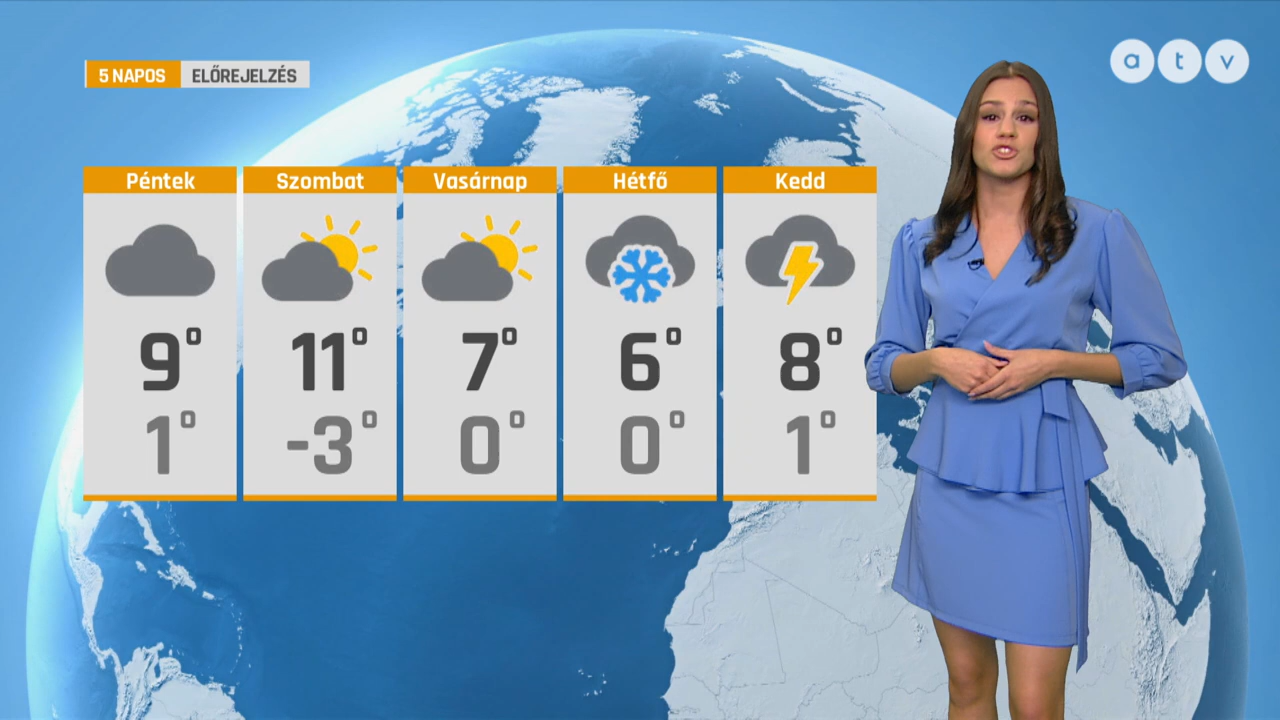 5 NAPOS ELŐREJELZÉS
atv
Péntek Szombat Vasárnap Hétfő Kedd
9° 11° 7° 6° 8°
1° -3° 0° 0° 1°